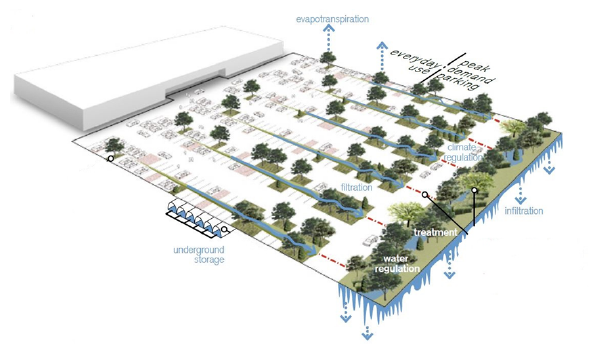 evapotranspiration
everyday
use
peak
demand
parking
climate
regulation
filtration
infiltration
treatment
water
regulation
underground
storage